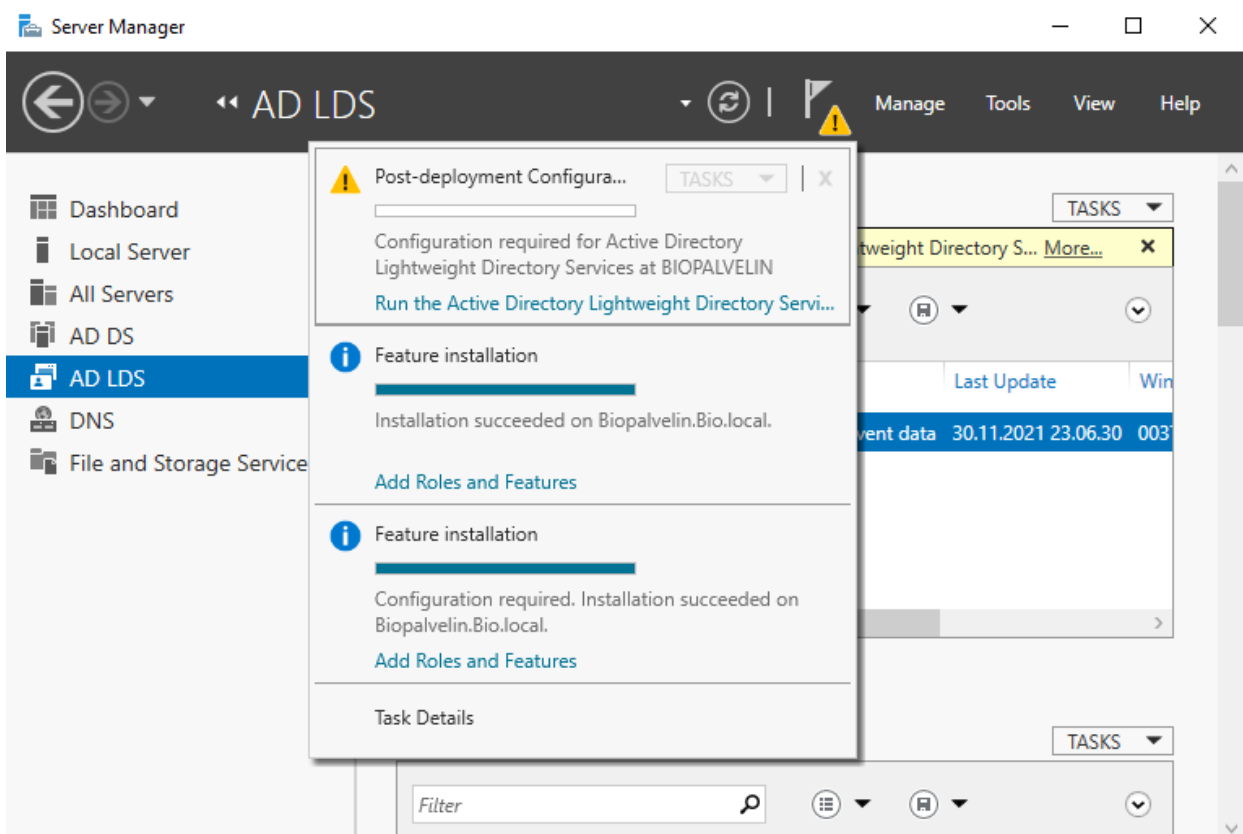 Server Manager
AD LDS
Manage Tools View Help
Dashboard
Local Server
All Servers
AD DS
AD LDS
DNS
File and Storage Service
Post-deployment Configura... TASKS X
Configuration required for Active Directory
Lightweight Directory Services at BIOPALVELIN
Run the Active Directory Lightweight Directory Servi...
Feature installation
Installation succeeded on Biopalvelin.Bio.local.
Add Roles and Features
Feature installation
Configuration required. Installation succeeded on
Biopalvelin.Bio.local.
Add Roles and Features
Task Details
TASKS
tweight Directory S... More...
Last Update Win
vent data 30.11.2021 23.06.30 0037
TASKS
Filter